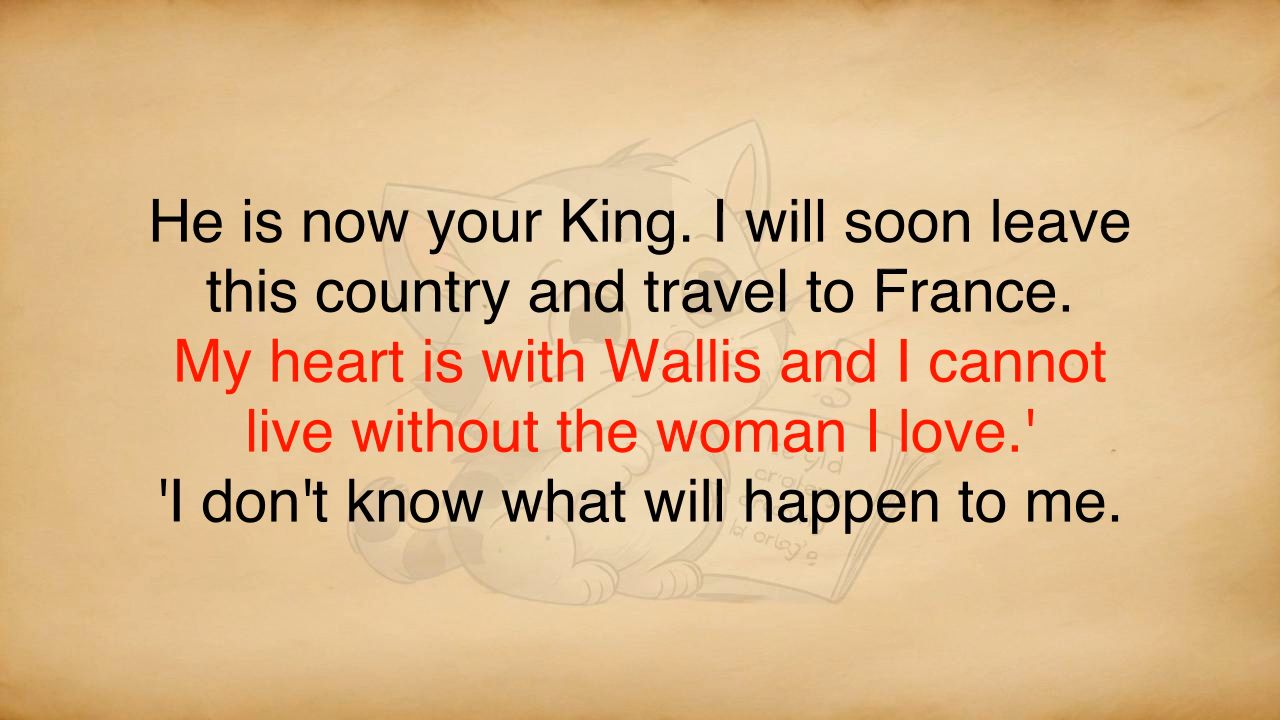 He is now your King. I will soon leave
this country and travel to France.
My heart is with Wallis and I cannot
live without the woman I love.'
'I don't know what will happen to me.